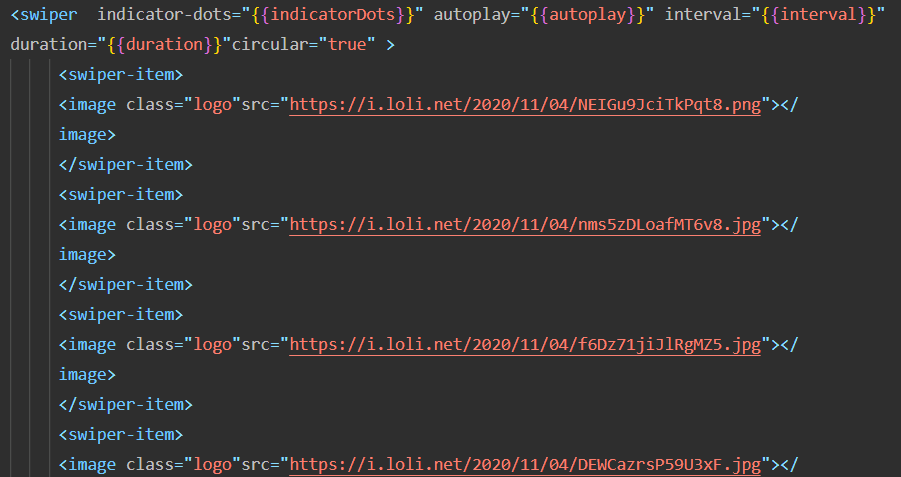 <swiper  indicator-dots="{{indicatorDots}}" autoplay="{{autoplay}}" interval="{{interval}}"
duration="{{duration}}"circular="true" >
<swiper-item>
<image class="logo"src="https://i.loli.net/2020/11/04/NEIGu9JciTkPqt8.png"></
image>
</swiper-item>
<swiper-item>
<image class="logo"src="https://i.loli.net/2020/11/04/nms5zDLoafMT6v8.jpg"></
image>
</swiper-item>
<swiper-item>
<image class="logo"src="https://i.loli.net/2020/11/04/f6Dz71jiJlRgMZ5.jpg"></
image>
</swiper-item>
<swiper-item>
<image class="logo"src="https://i.loli.net/2020/11/04/DEWCazrsP59U3xF.jpg"></